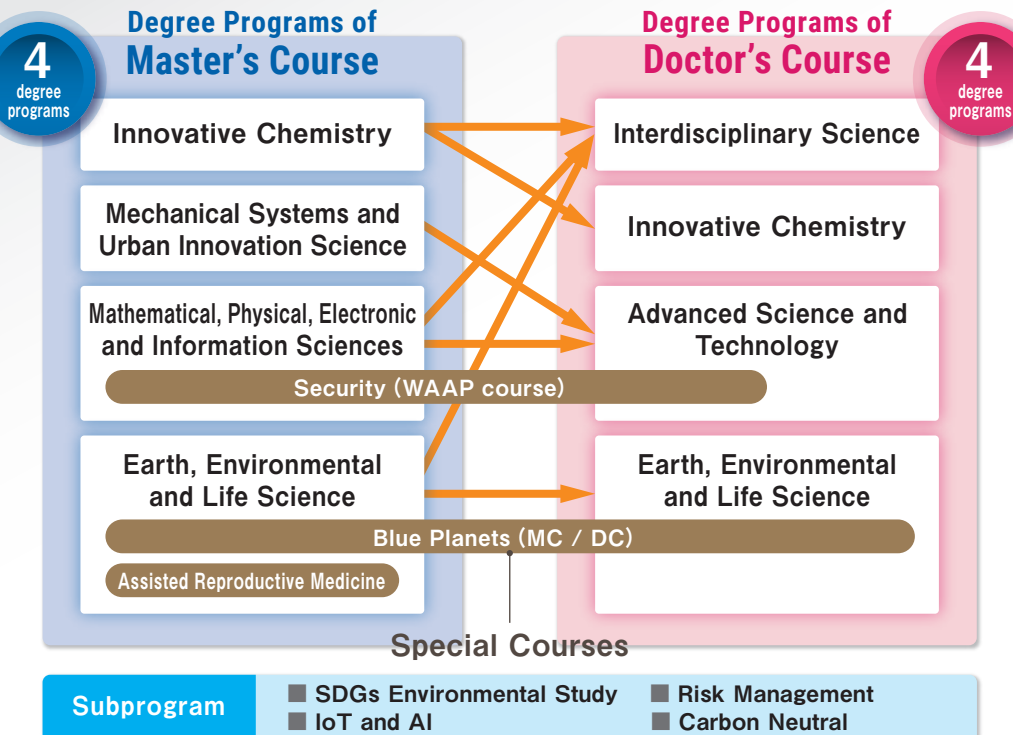 Degree Programs of
Master's Course
4
degree
programs
Innovative Chemistry
Mechanical Systems and
Urban Innovation Science
Mathematical, Physical, Electronic
and Information Sciences
Earth, Environmental
and Life Science
Degree Programs of
Doctor's Course
4
degree
programs
Interdisciplinary Science
Innovative Chemistry
Advanced Science and
Technology
Earth, Environmental
and Life Science
Security (WAAP course)
Blue Planets (MC / DC)
Assisted Reproductive Medicine
Special Courses
Subprogram
■ SDGs Environmental Study
■ IoT and AI
■ Risk Management
■ Carbon Neutral